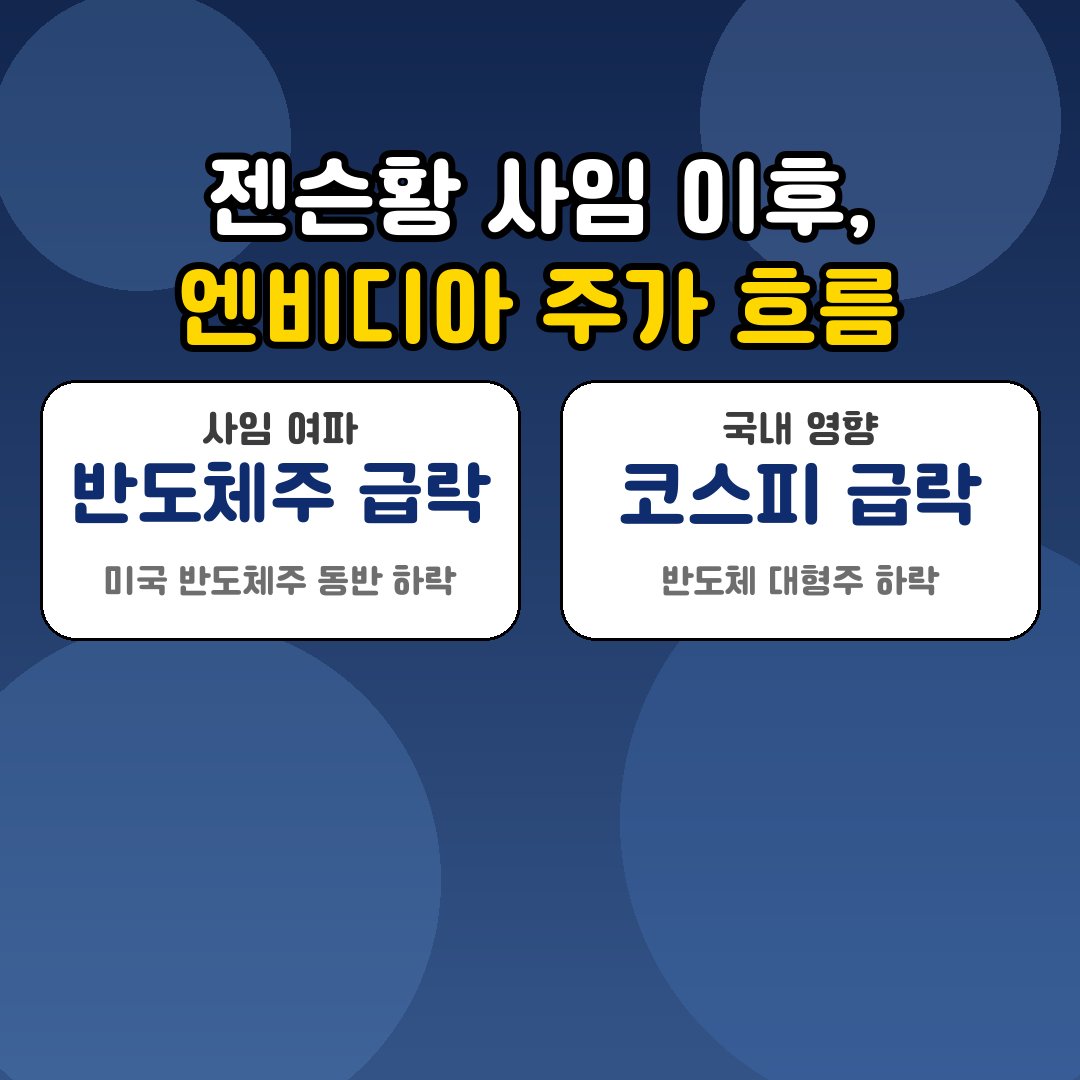 젠슨황 사임 이후,
엔비디아 주가 흐름
사임 여파
반도체주 급락
미국 반도체주 동반 하락
국내 영향
코스피 급락
반도체 대형주 하락